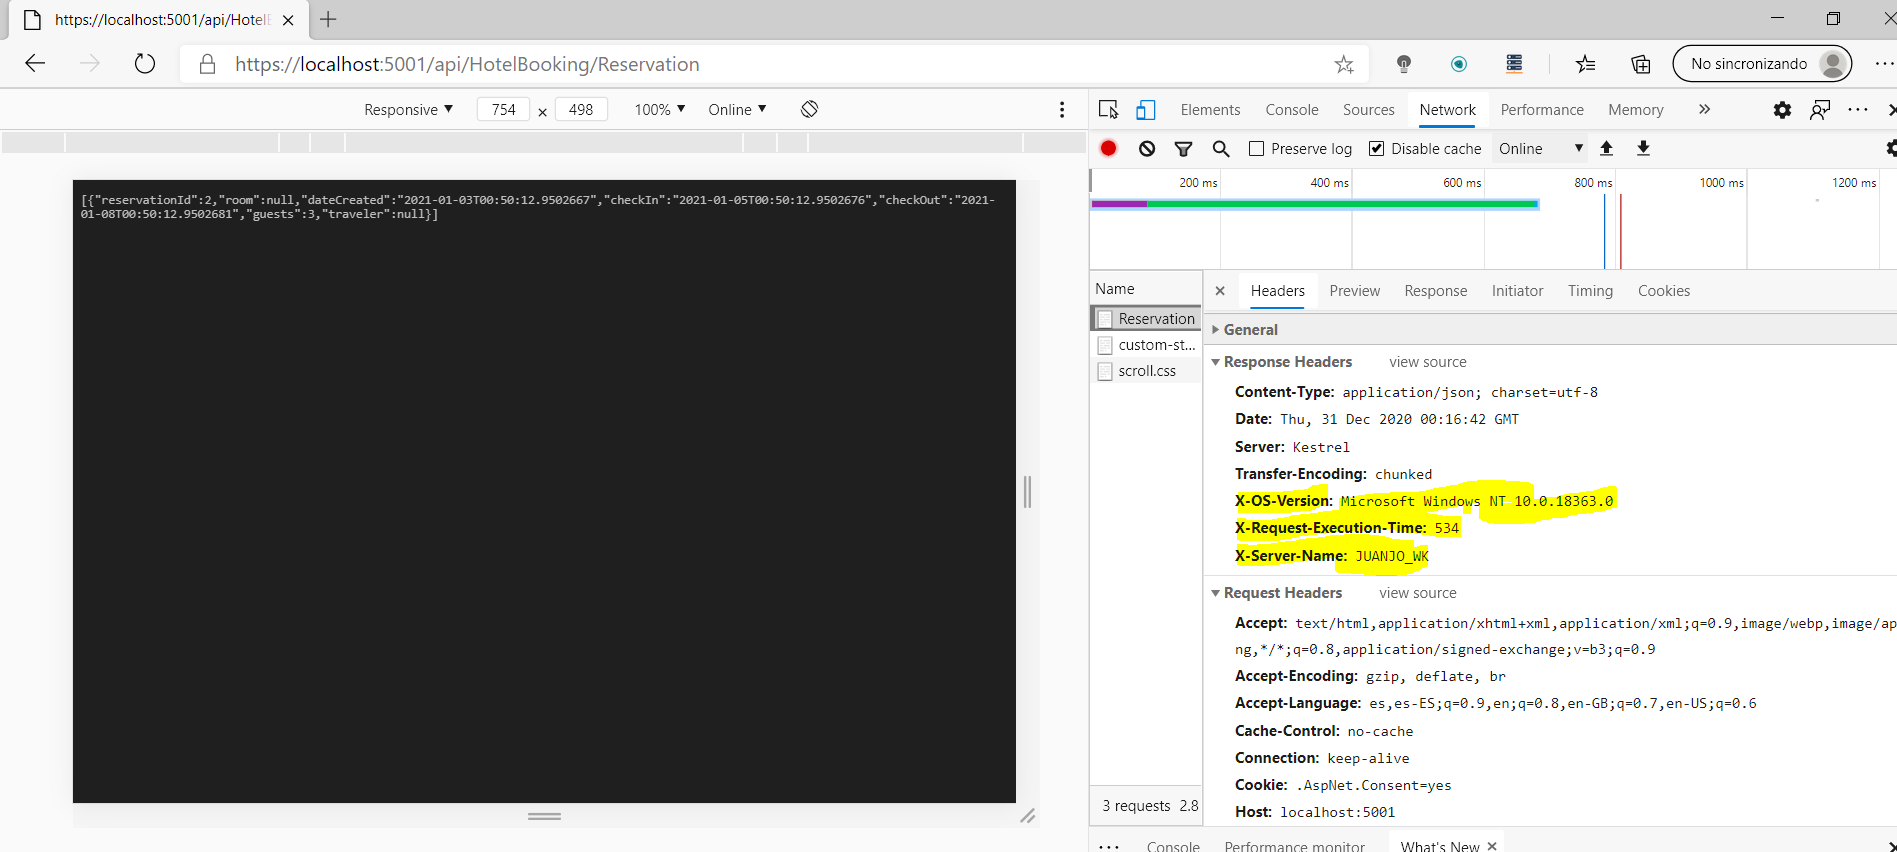 https://localhost:5001/api/HotelB
https://localhost:5001/api/HotelBooking/Reservation
No sincronizando
Responsive 754 × 498 100% Online
[{"reservationId":2,"room":null,"dateCreated":"2021-01-03T00:50:12.9502667","checkIn":"2021-01-05T00:50:12.9502676","checkOut":"2021-
01-08T00:50:12.9502681","guests":3,"traveler":null}]
Elements Console Sources Network Performance Memory
Preserve log Disable cache Online
200 ms 400 ms 600 ms 800 ms 1000 ms 1200 ms
Name
Reservation
custom-st...
scroll.css
3 requests 2.8
Headers Preview Response Initiator Timing Cookies
General
Response Headers view source
Content-Type: application/json; charset=utf-8
Date: Thu, 31 Dec 2020 00:16:42 GMT
Server: Kestrel
Transfer-Encoding: chunked
X-OS-Version: Microsoft Windows NT 10.0.18363.0
X-Request-Execution-Time: 534
X-Server-Name: JUANJO_WK
Request Headers view source
Accept: text/html,application/xhtml+xml,application/xml;q=0.9,image/webp,image/ap
ng,*/*;q=0.8,application/signed-exchange;v=b3;q=0.9
Accept-Encoding: gzip, deflate, br
Accept-Language: es,es-ES;q=0.9,en;q=0.8,en-GB;q=0.7,en-US;q=0.6
Cache-Control: no-cache
Connection: keep-alive
Cookie: .AspNet.Consent=yes
Host: localhost:5001
Console Performance monitor What's New